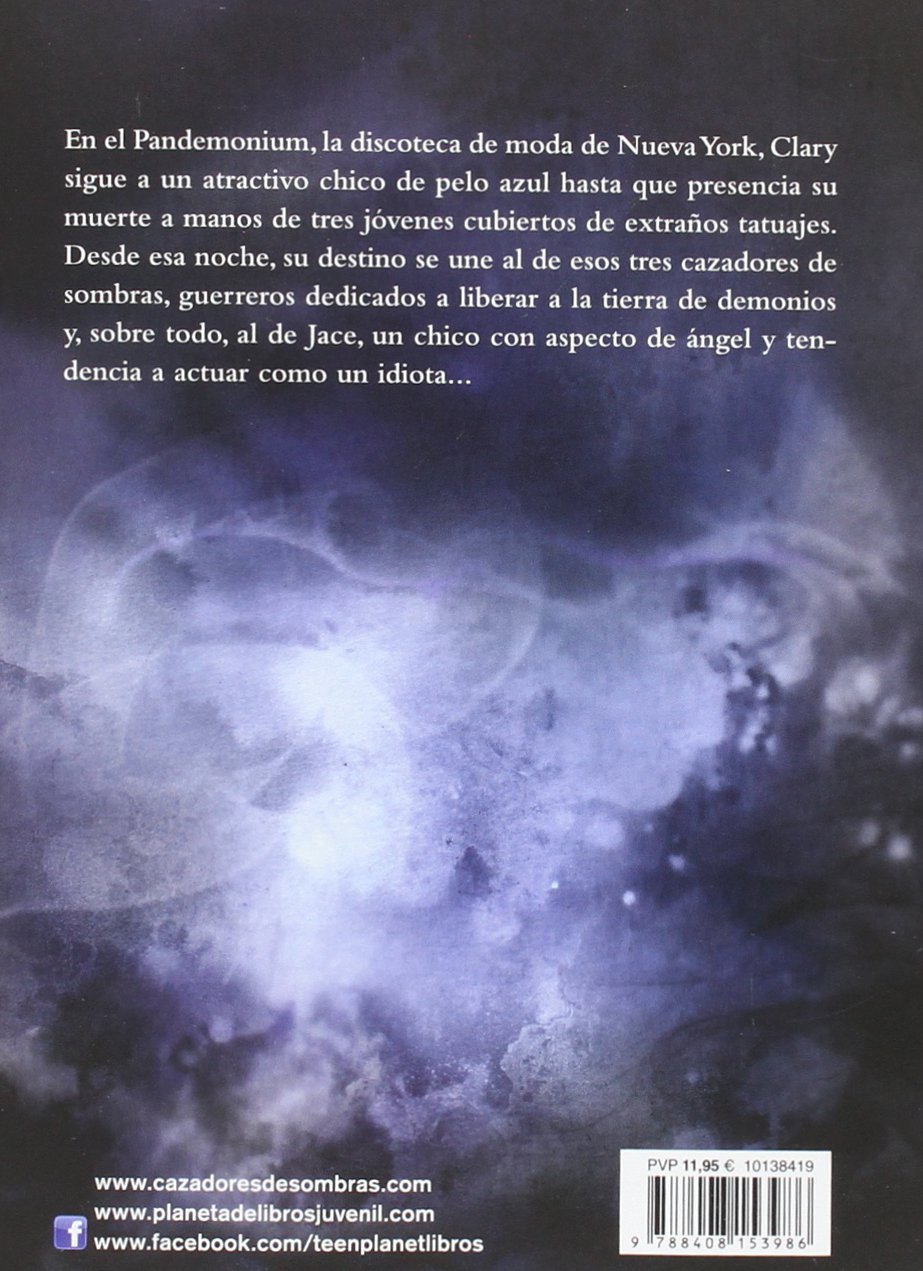 En el Pandemonium, la discoteca de moda de Nueva York, Clary
sigue a un atractivo chico de pelo azul hasta que presencia su
muerte a manos de tres jóvenes cubiertos de extraños tatuajes.
Desde esa noche, su destino se une al de esos tres cazadores de
sombras, guerreros dedicados a liberar a la tierra de demonios
y, sobre todo, al de Jace, un chico con aspecto de ángel y ten-
dencia a actuar como un idiota...
www.cazadoresdesombras.com
www.planetadelibrosjuvenil.com
f www.facebook.com/teenplanetlibros
PVP 11,95 € 10138419
9 788408 153986